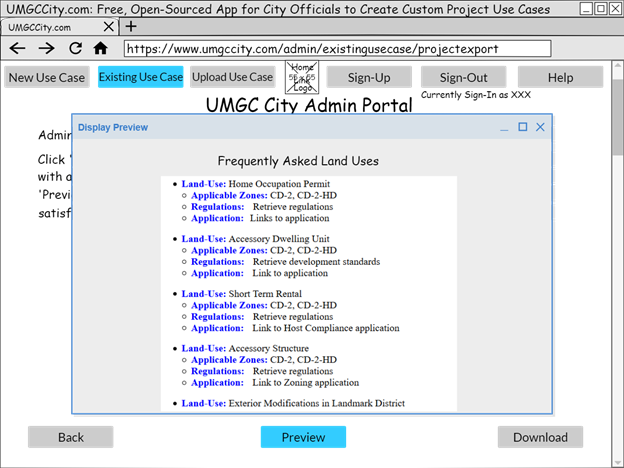 UMGCCity.com: Free, Open-Sourced App for City Officials to Create Custom Project Use Cases
UMGCCity.com
https://www.umgccity.com/admin/existingusecase/projectexport
New Use Case
Existing Use Case
Upload Use Case
Home
55 x 55
Link
Logo
Sign-Up
Sign-Out
Help
Currently Sign-In as XXX
UMGC City Admin Portal
Admin
Click '
with a
'Previ
satisf
Display Preview
Frequently Asked Land Uses
• Land-Use: Home Occupation Permit
○ Applicable Zones: CD-2, CD-2-HD
○ Regulations: Retrieve regulations
○ Application: Links to application
• Land-Use: Accessory Dwelling Unit
○ Applicable Zones: CD-2, CD-2-HD
○ Regulations: Retrieve development standards
○ Application: Link to application
• Land-Use: Short Term Rental
○ Applicable Zones: CD-2, CD-2-HD
○ Regulations: Retrieve regulations
○ Application: Link to Host Compliance application
• Land-Use: Accessory Structure
○ Applicable Zones: CD-2, CD-2-HD
○ Regulations: Retrieve regulations
○ Application: Link to Zoning application
• Land-Use: Exterior Modifications in Landmark District
Back
Preview
Download